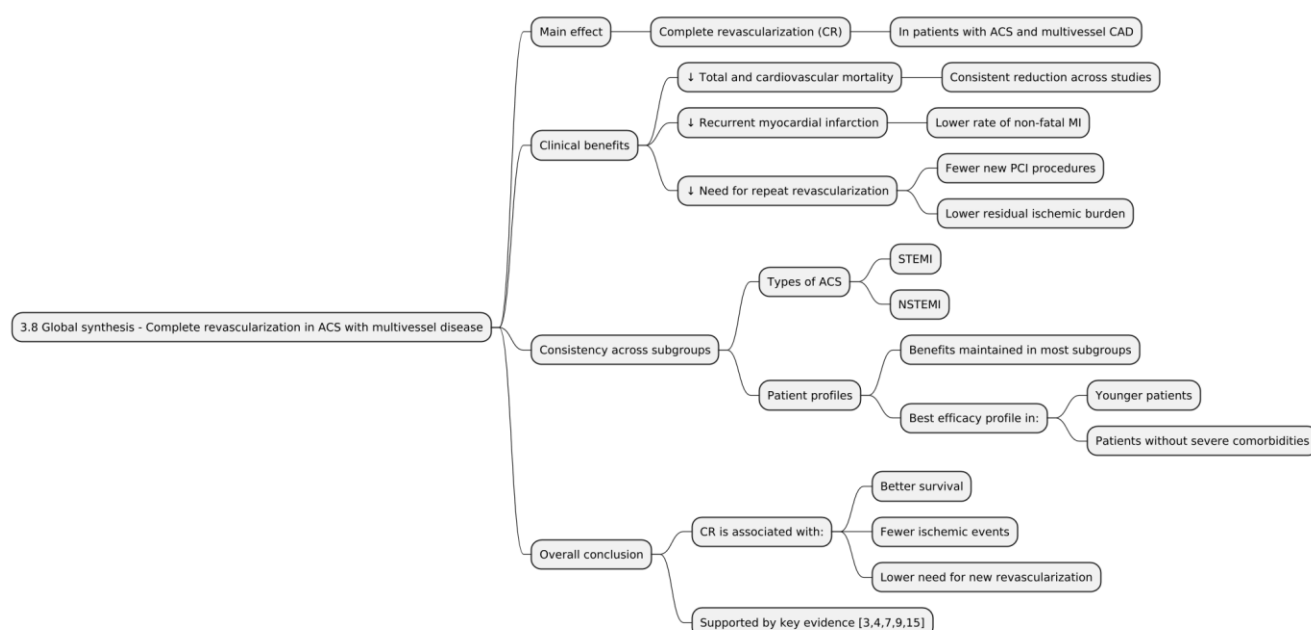 3.8 Global synthesis - Complete revascularization in ACS with multivessel disease
Main effect
Complete revascularization (CR)
In patients with ACS and multivessel CAD
Clinical benefits
↓ Total and cardiovascular mortality
Consistent reduction across studies
↓ Recurrent myocardial infarction
Lower rate of non-fatal MI
↓ Need for repeat revascularization
Fewer new PCI procedures
Lower residual ischemic burden
Consistency across subgroups
Types of ACS
STEMI
NSTEMI
Patient profiles
Benefits maintained in most subgroups
Best efficacy profile in:
Younger patients
Patients without severe comorbidities
Overall conclusion
CR is associated with:
Better survival
Fewer ischemic events
Lower need for new revascularization
Supported by key evidence [3,4,7,9,15]